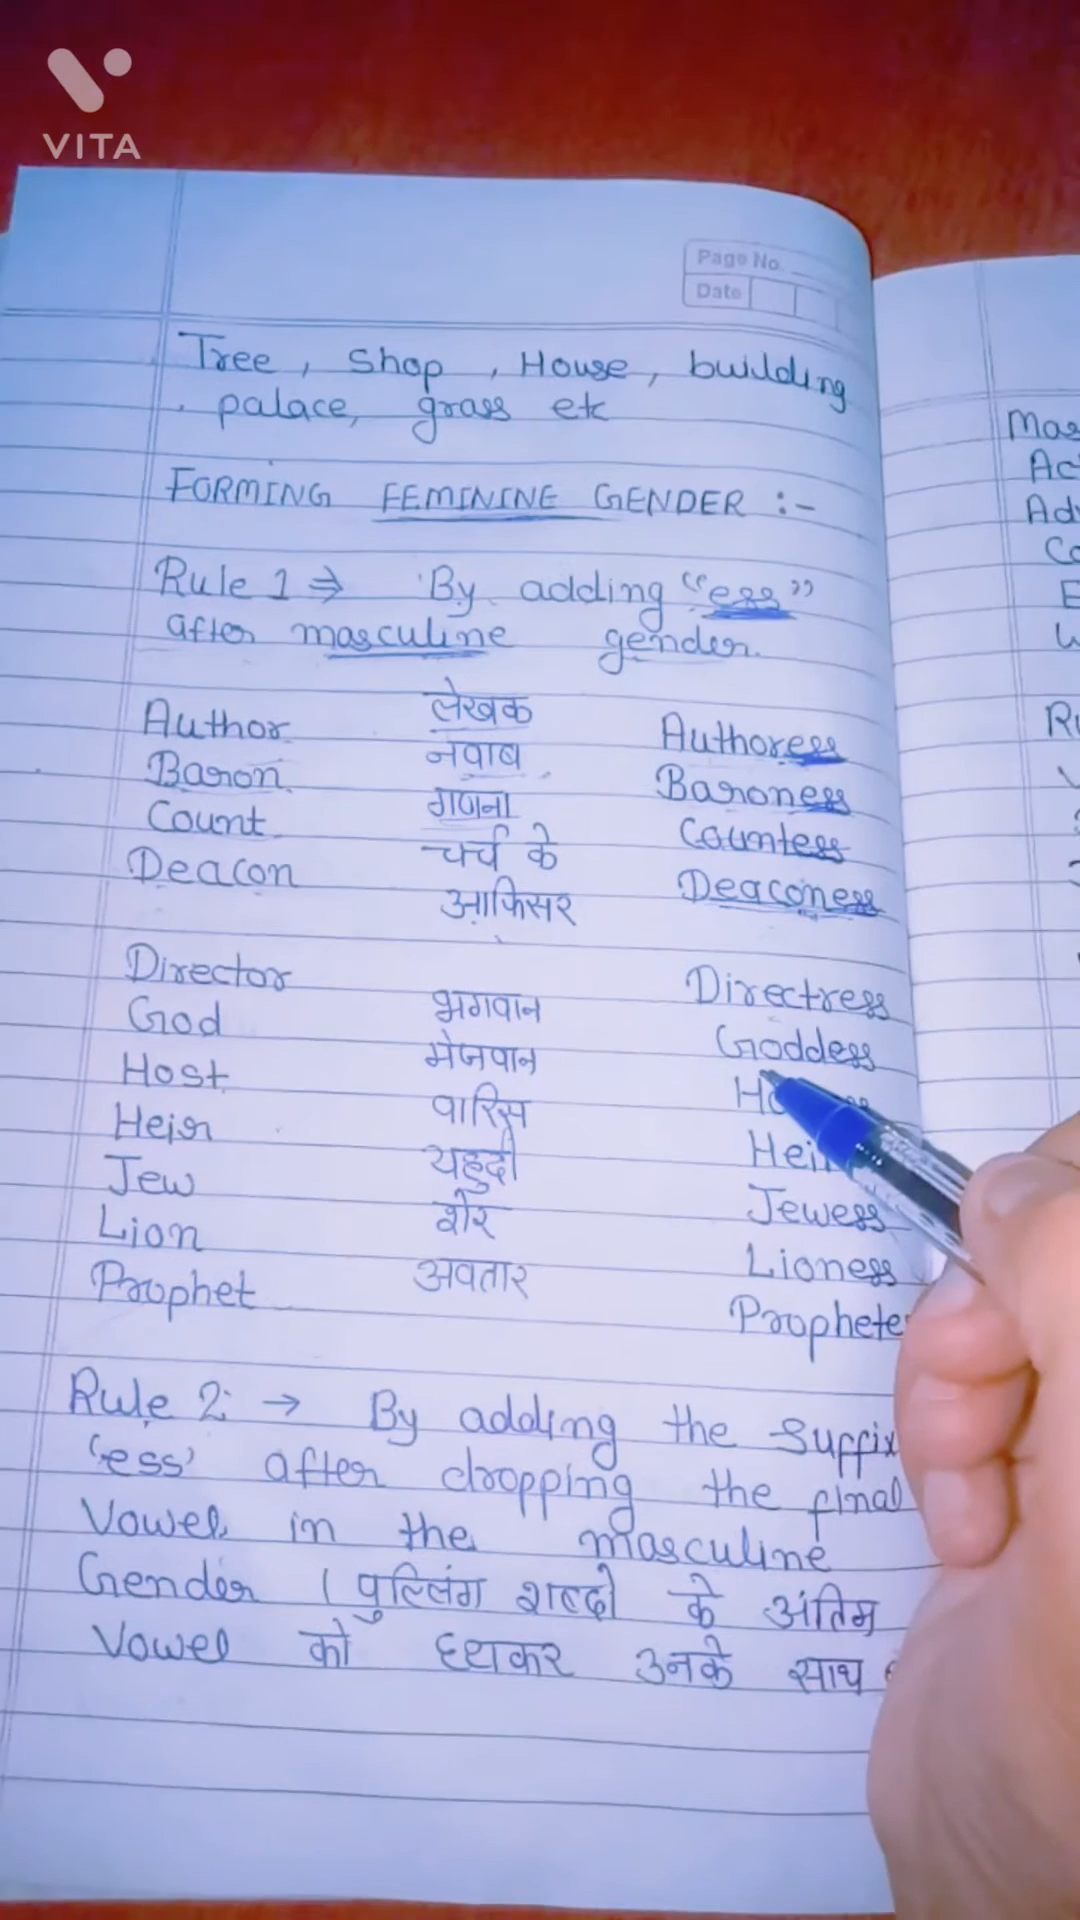 VITA
Page No.
Date
Tree, Shop, House, building
palace, grass etc
FORMING FEMININE GENDER :-
Rule 1 ⇒ By adding "ess"
after masculine gender.
Author लेखक Authoress
Baron नवाब Baroness
Count गणना Countess
Deacon चर्च के Deaconess
आफिसर
Director Directress
God भगवान Goddess
Host मेजवान
Heir वारिस
Jew यहुदी Jewess
Lion शेर Lioness
Prophet अवतार
Rule 2: → By adding the Suffix
'ess' after dropping the final
Vowel in the masculine
Gender ( पुल्लिंग शब्दो के अंतिम
Vowel को हथकर उनके साथ